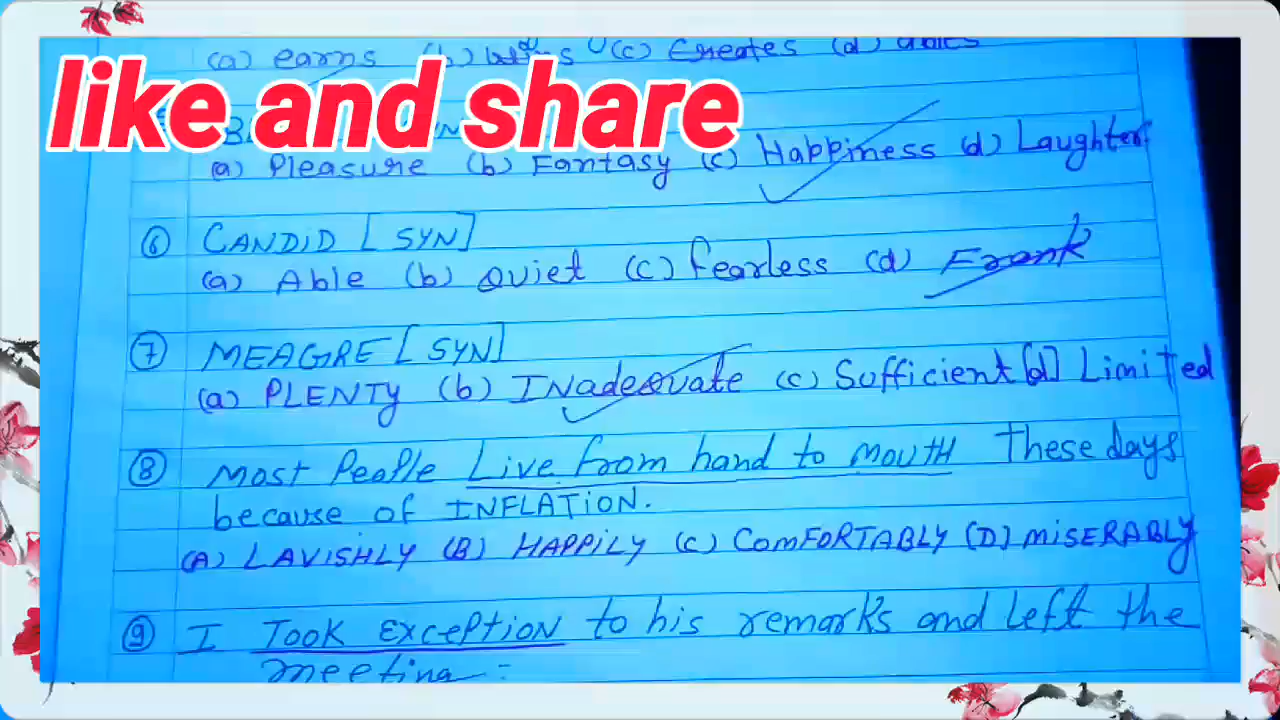 (a) earns (b) (c) Creates (d)
like and share
a) Pleasure (b) Fantasy (c) Happiness (d) Laughter
6 CANDID [SYN]
(a) Able (b) Quiet (c) fearless (d) Frank
7 MEAGRE [SYN]
(a) PLENTY (b) INadequate (c) Sufficient [d] Limited
8 Most People Live from hand to MOUTH These days
because of INFLATION.
(A) LAVISHLY (B) HAPPILY (C) COMFORTABLY (D) MISERABLY
9 I TOOK EXCEPTION to his remarks and left the
meeting